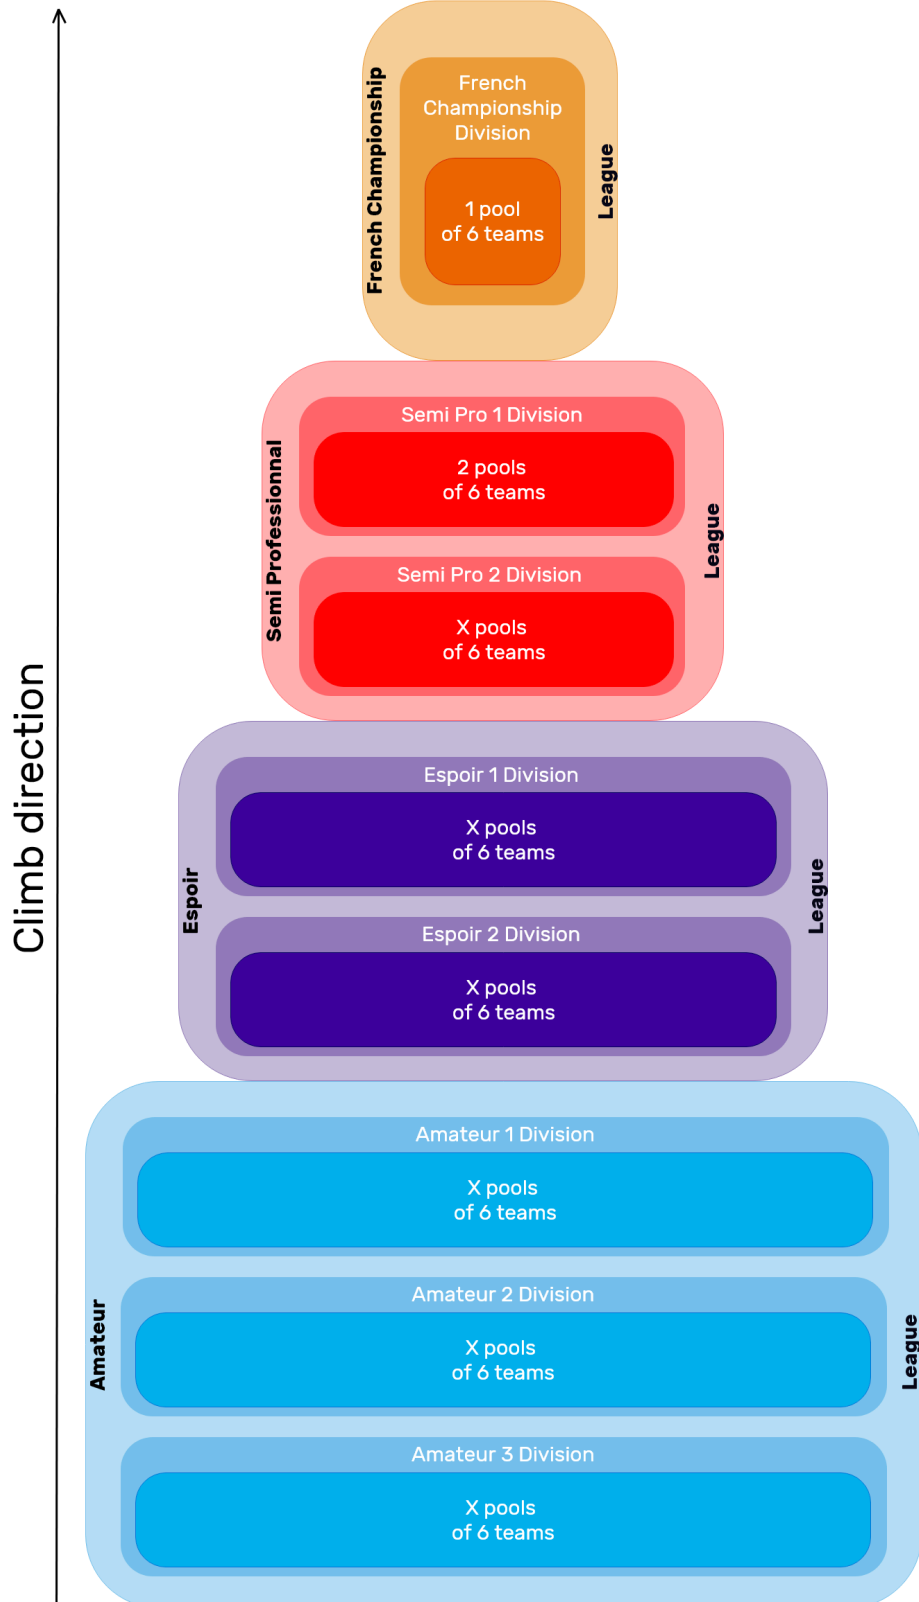 French Championship
French
Championship
Division
1 pool
of 6 teams
League
Semi Professionnal
Semi Pro 1 Division
2 pools
of 6 teams
Semi Pro 2 Division
X pools
of 6 teams
League
Climb direction
Espoir
Espoir 1 Division
X pools
of 6 teams
Espoir 2 Division
X pools
of 6 teams
League
Amateur
Amateur 1 Division
X pools
of 6 teams
Amateur 2 Division
X pools
of 6 teams
Amateur 3 Division
X pools
of 6 teams
League